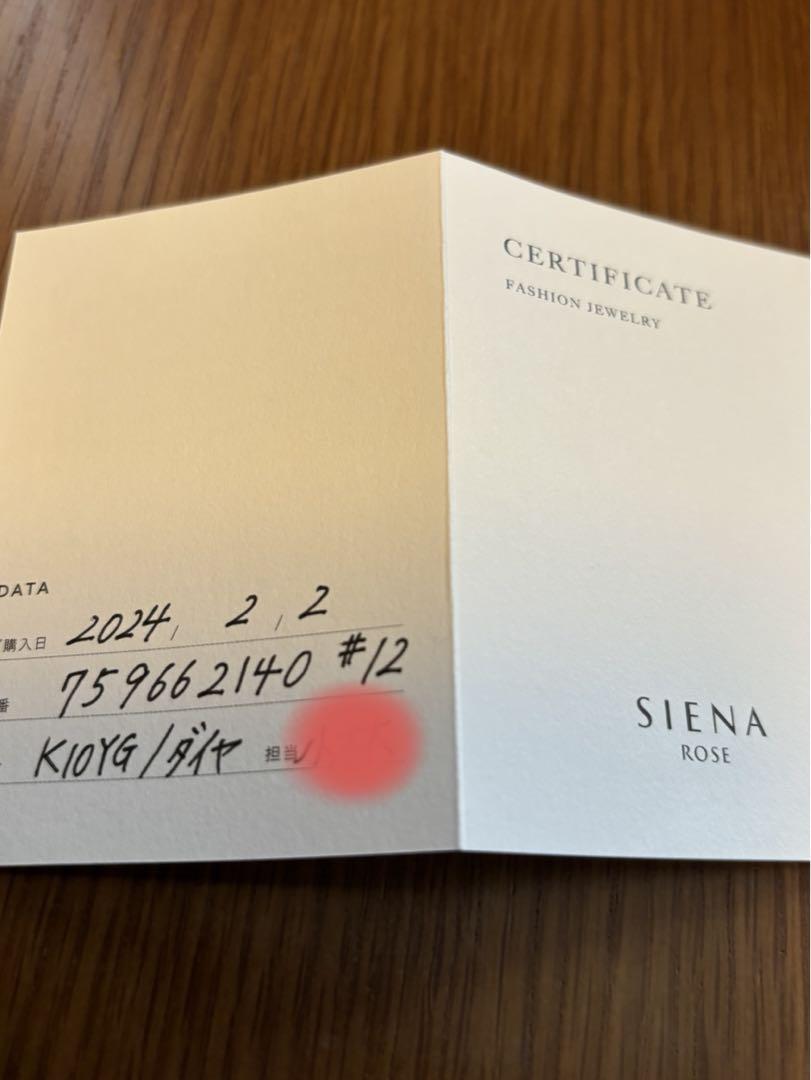 DATA
購入日 2024 / 2 / 2
番 759662140 #12
K10YG/ダイヤ 担当
CERTIFICATE
FASHION JEWELRY
SIENA
ROSE